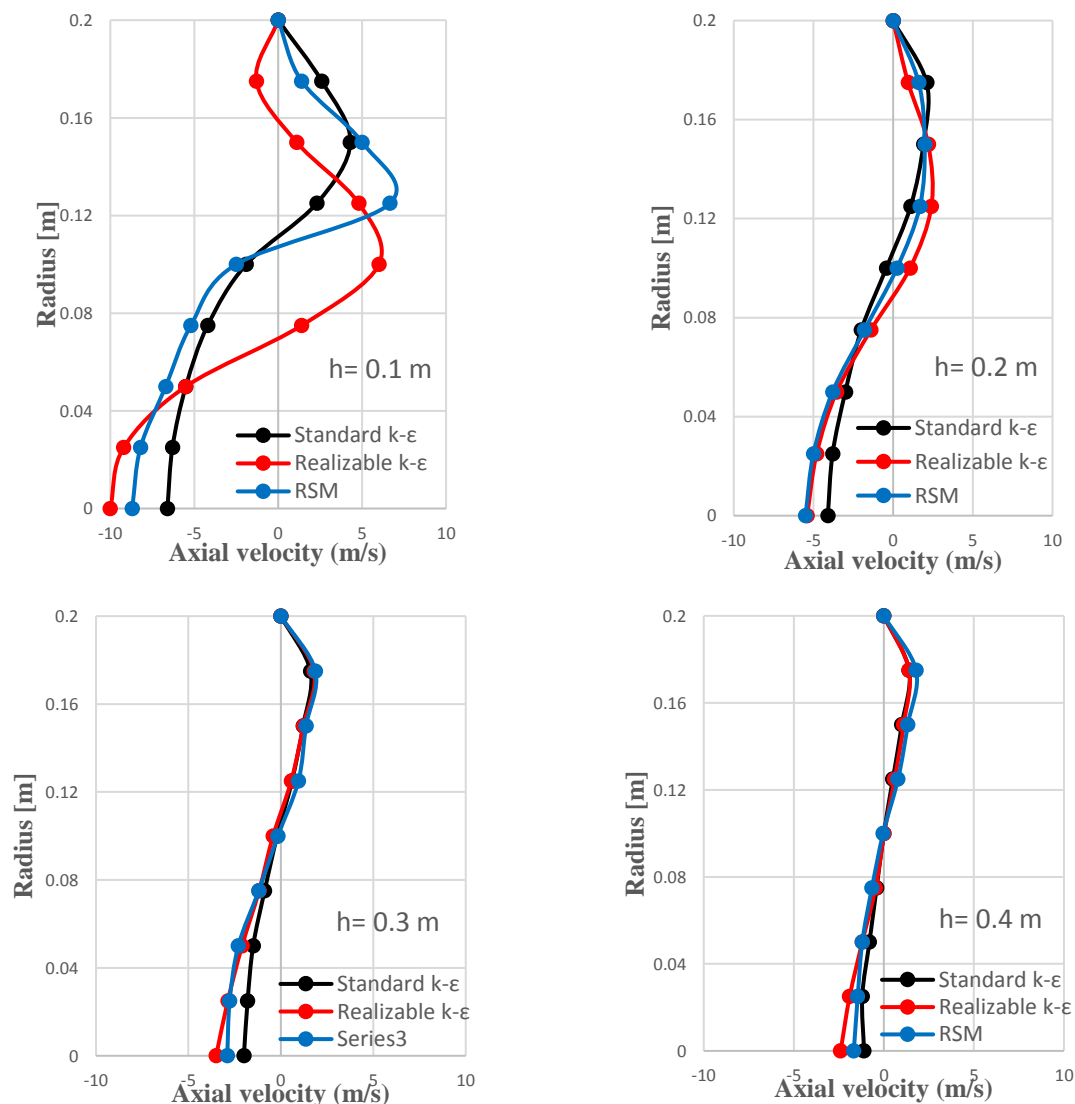 0.2
0.16
0.12
0.08
0.04
0
Radius [m]
h= 0.1 m
Standard k-ε
Realizable k-ε
RSM
-10 -5 0 5 10
Axial velocity (m/s)
0.2
0.16
0.12
0.08
0.04
0
Radius [m]
h= 0.2 m
Standard k-ε
Realizable k-ε
RSM
-10 -5 0 5 10
Axial velocity (m/s)
0.2
0.16
0.12
0.08
0.04
0
Radius [m]
h= 0.3 m
Standard k-ε
Realizable k-ε
Series3
-10 -5 0 5 10
Axial velocity (m/s)
0.2
0.16
0.12
0.08
0.04
0
Radius [m]
h= 0.4 m
Standard k-ε
Realizable k-ε
RSM
-10 -5 0 5 10
Axial velocity (m/s)